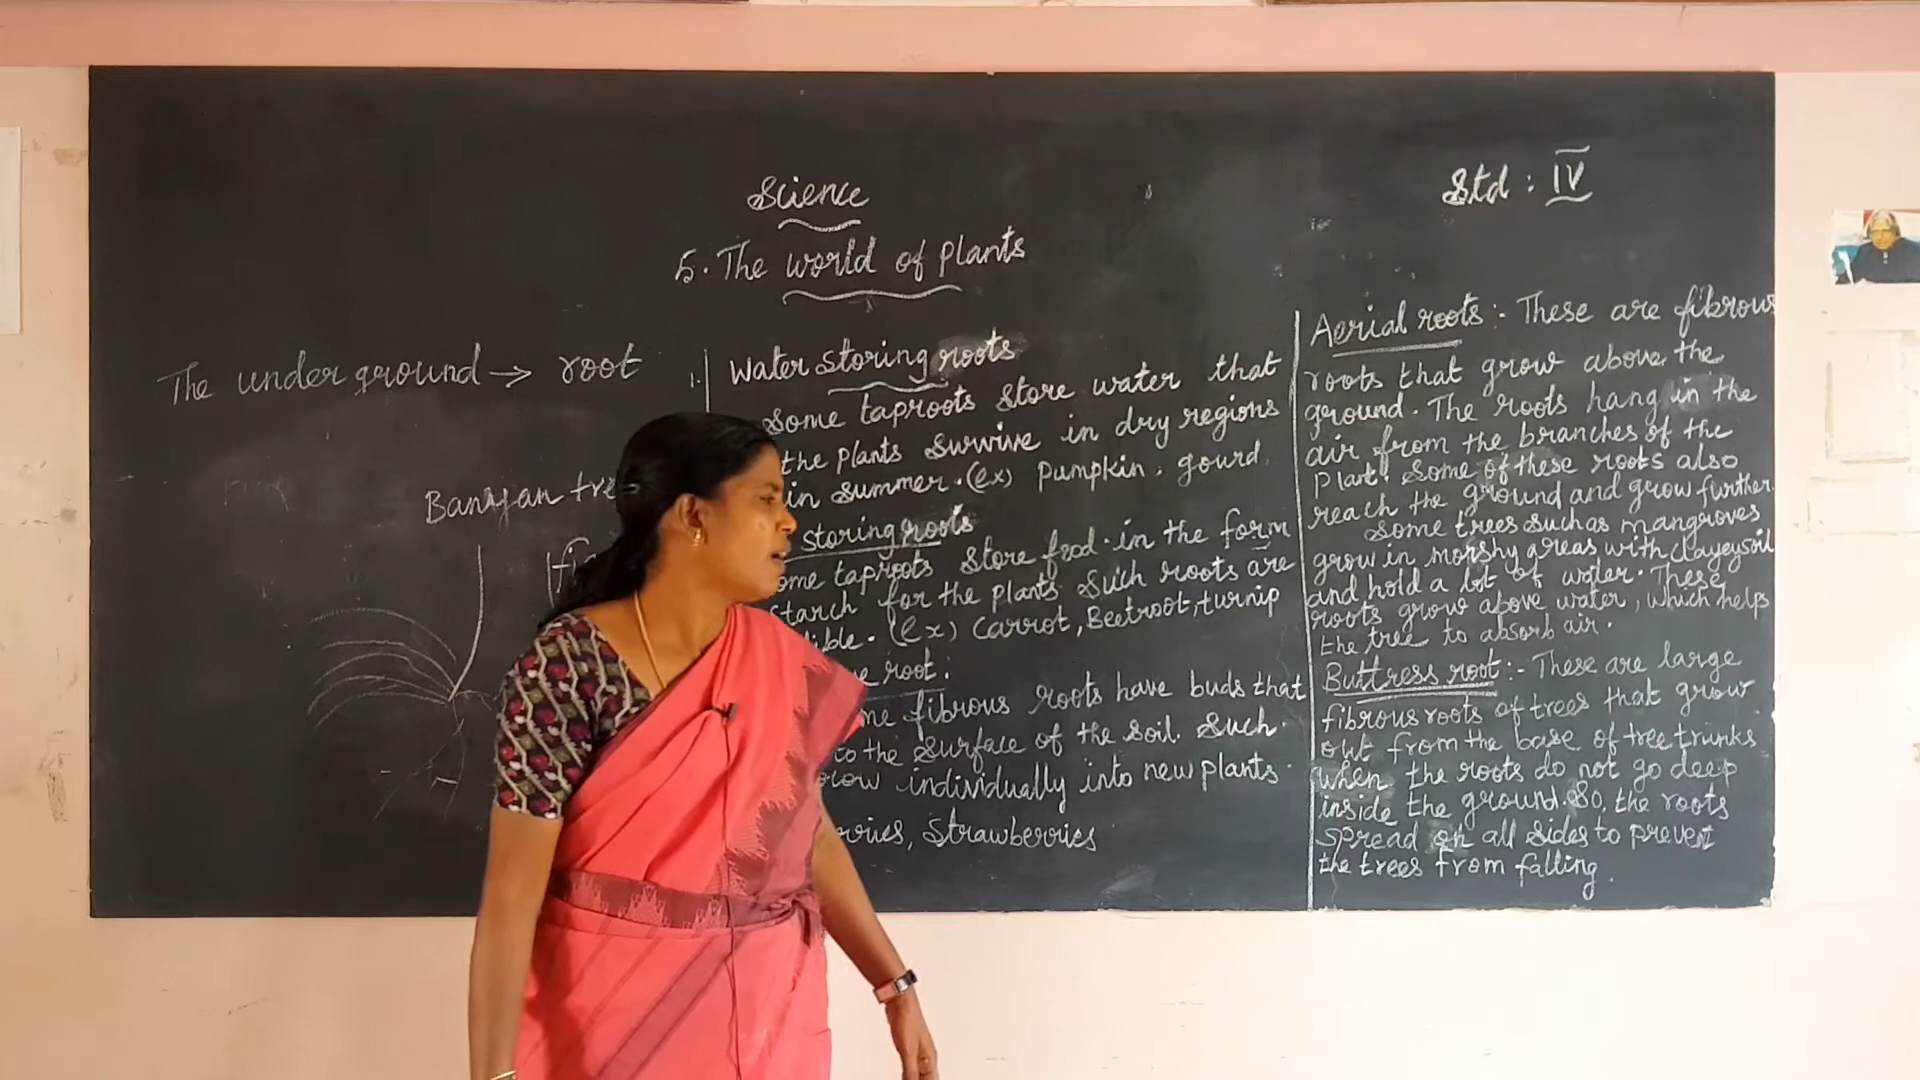 Science
Std : IV
5. The world of plants
The under ground → root
Banyan tre
1.
Water storing roots
Some taproots store water that
the plants survive in dry regions
in summer. (ex) Pumpkin, gourd.
storing roots
ome taproots store food in the form
starch for the plants such roots are
dible. (ex) Carrot, Beetroot, turnip
root:
me fibrous roots have buds that
to the surface of the soil. Such
row individually into new plants.
rries, Strawberries
Aerial roots :- These are fibrous
roots that grow above the
ground. The roots hang in the
air from the branches of the
Plant. Some of these roots also
reach the ground and grow further.
Some trees such as mangroves
grow in marshy areas with clayey soil
and hold a lot of water. These
roots grow above water, which helps
the tree to absorb air.
Buttress root :- These are large
fibrous roots of trees that grow
out from the base of tree trunks
when the roots do not go deep
inside the ground. So, the roots
spread on all sides to prevent
the trees from falling.